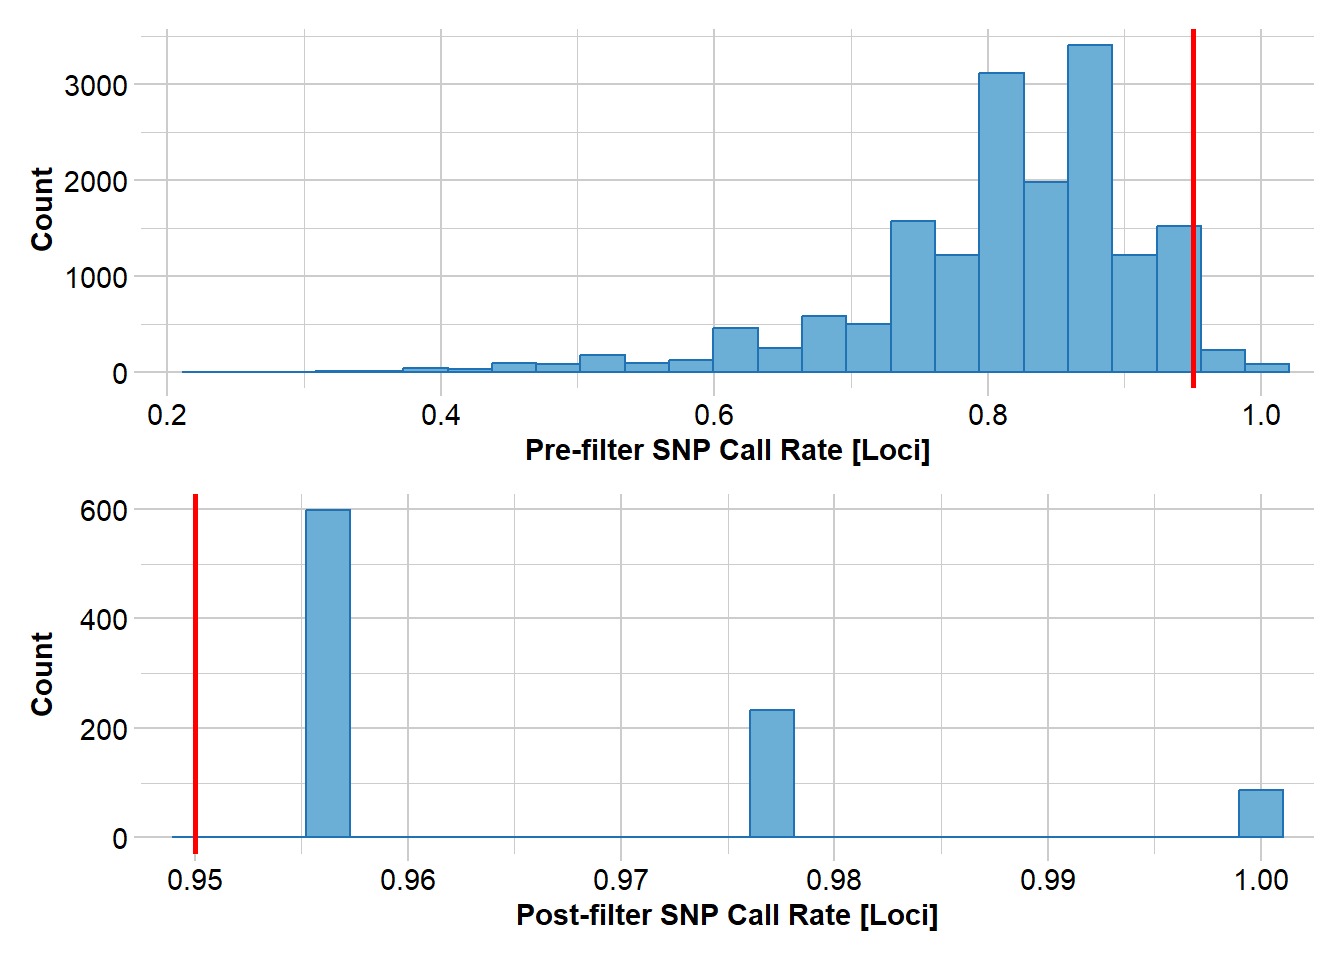 3000
2000
1000
0
Count
0.2 0.4 0.6 0.8 1.0
Pre-filter SNP Call Rate [Loci]
600
400
200
0
Count
0.95 0.96 0.97 0.98 0.99 1.00
Post-filter SNP Call Rate [Loci]